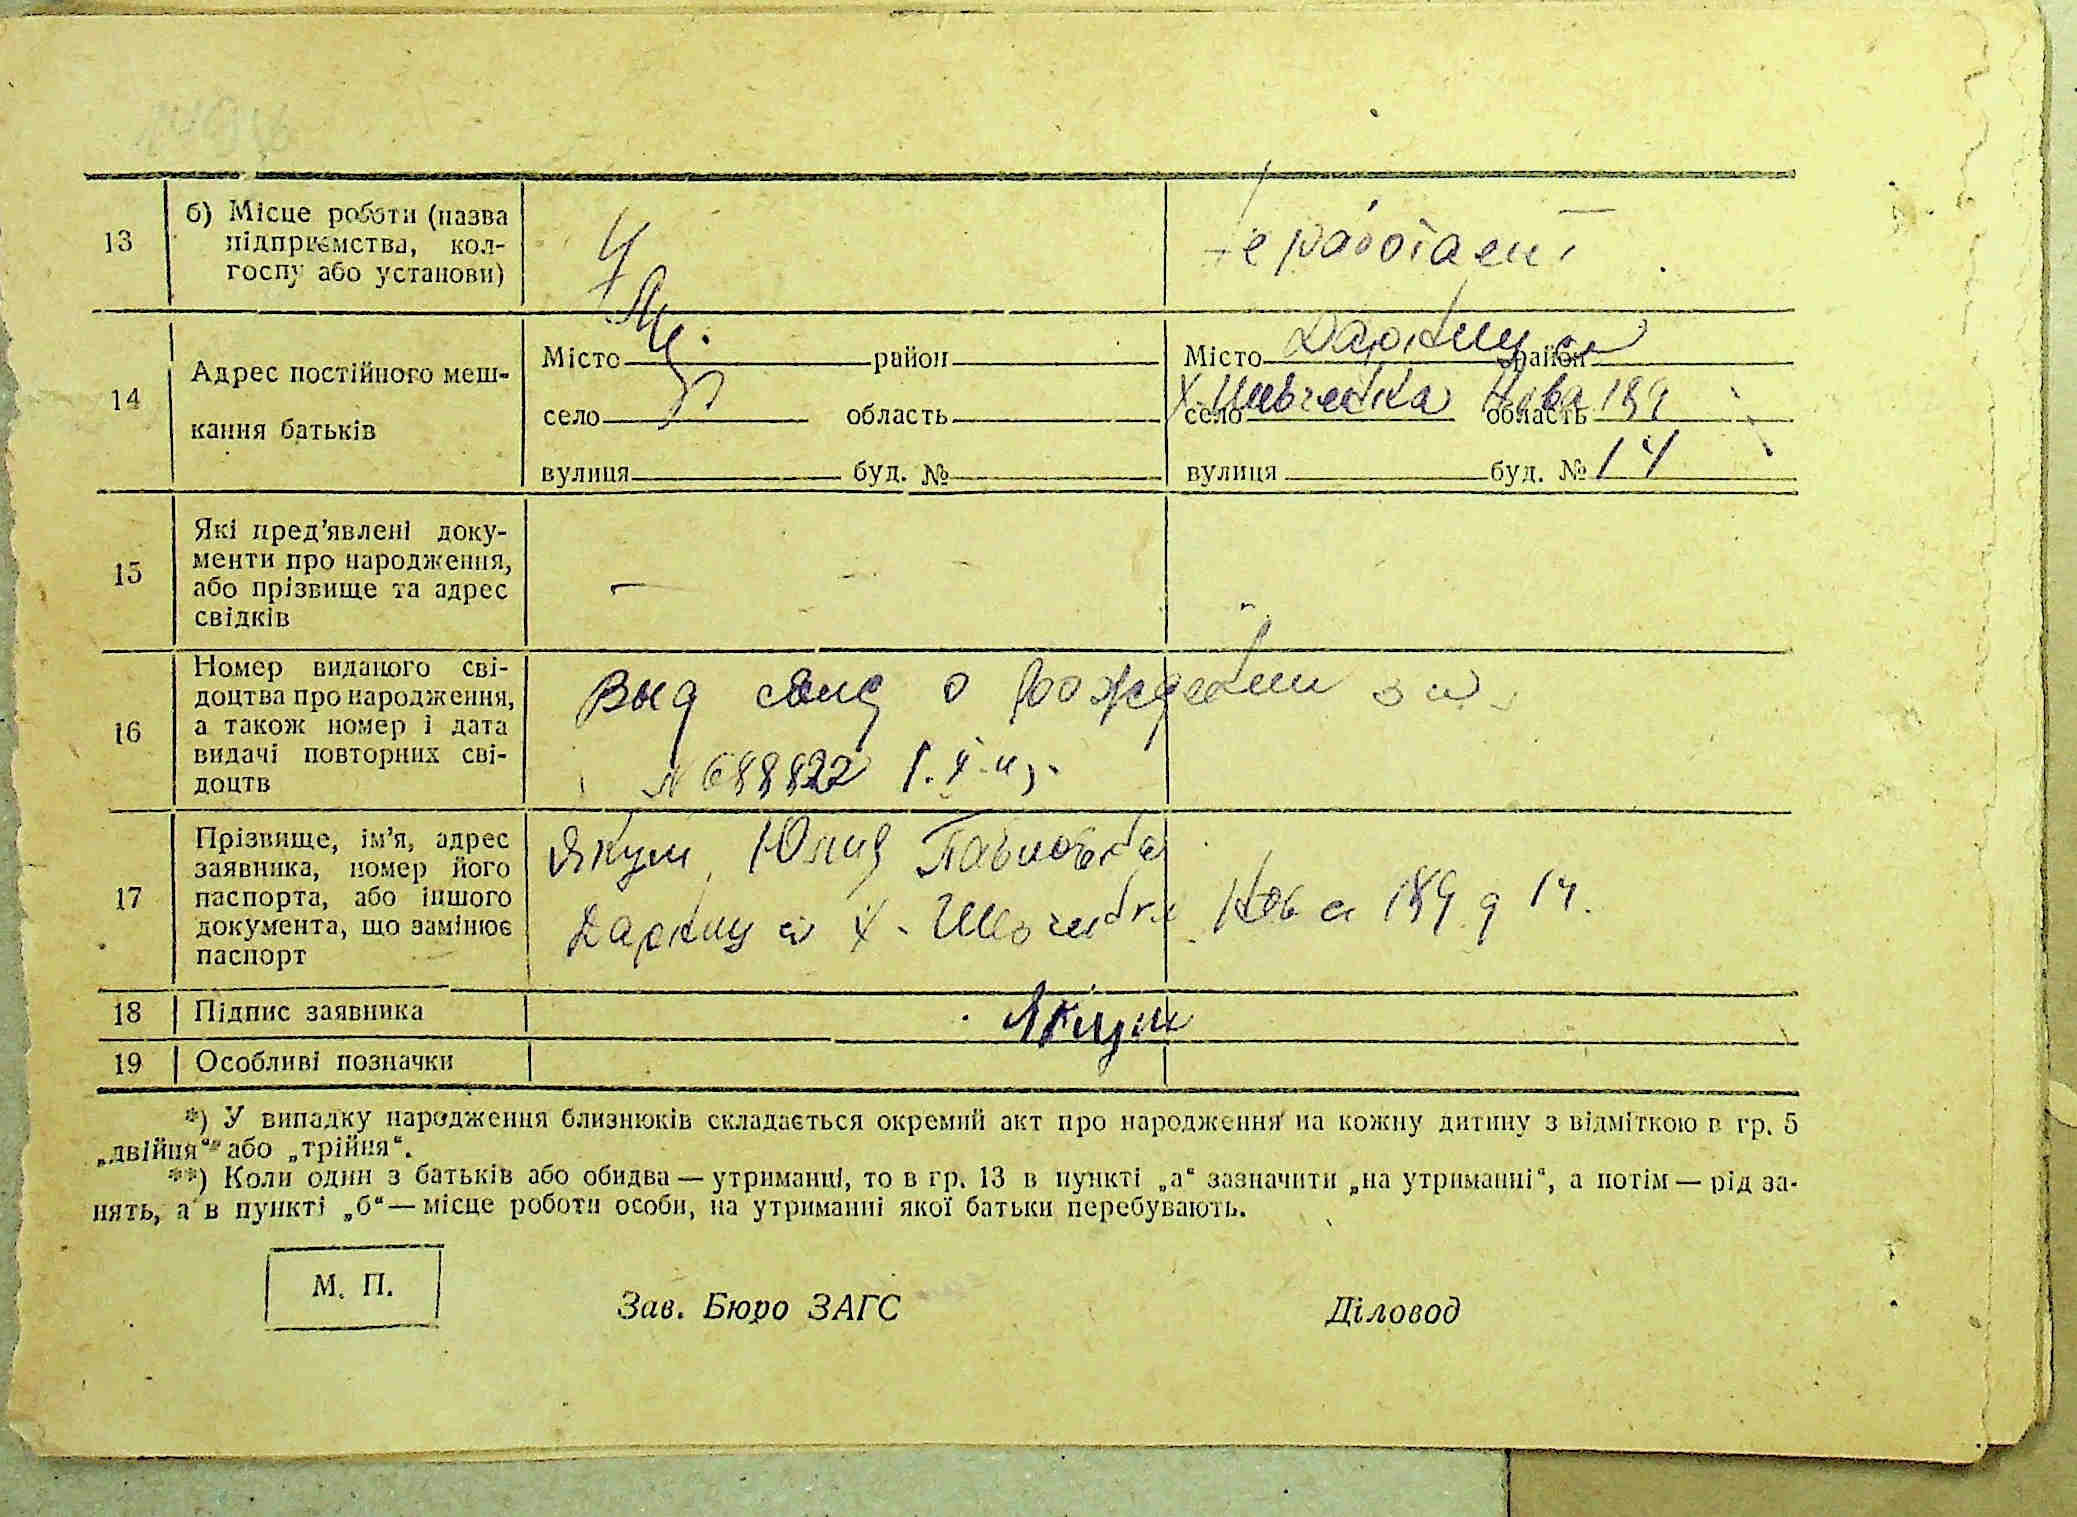 13
б) Місце роботи (назва
підприємства, кол-
госпу або установи)
не работает
14
Адрес постійного меш-
кання батьків
Місто район
село область
вулиця буд. №
Місто Дарница район
село Х. Шевченка Нова 189 область
вулиця буд. № 14
15
Які пред’явлені доку-
менти про народження,
або прізвище та адрес
свідків
—
16
Номер виданого сві-
доцтва про народження,
а також номер і дата
видачі повторних сві-
доцтв
Выд свид о рождении за
№ 688822
17
Прізвище, ім’я, адрес
заявника, номер його
паспорта, або іншого
документа, що замінює
паспорт
Якум Юлия Павловна
Дарница Х. Шевченка Нова 189 д 14.
18
Підпис заявника
Якум
19
Особливі позначки
*) У випадку народження близнюків складається окремий акт про народження на кожну дитину з відміткою в гр. 5
„двійня“ або „трійня“.
**) Коли один з батьків або обидва — утриманці, то в гр. 13 в пункті „а“ зазначити „на утриманні“, а потім — рід за-
нять, а в пункті „б“ — місце роботи особи, на утриманні якої батьки перебувають.
М. П.
Зав. Бюро ЗАГС
Діловод